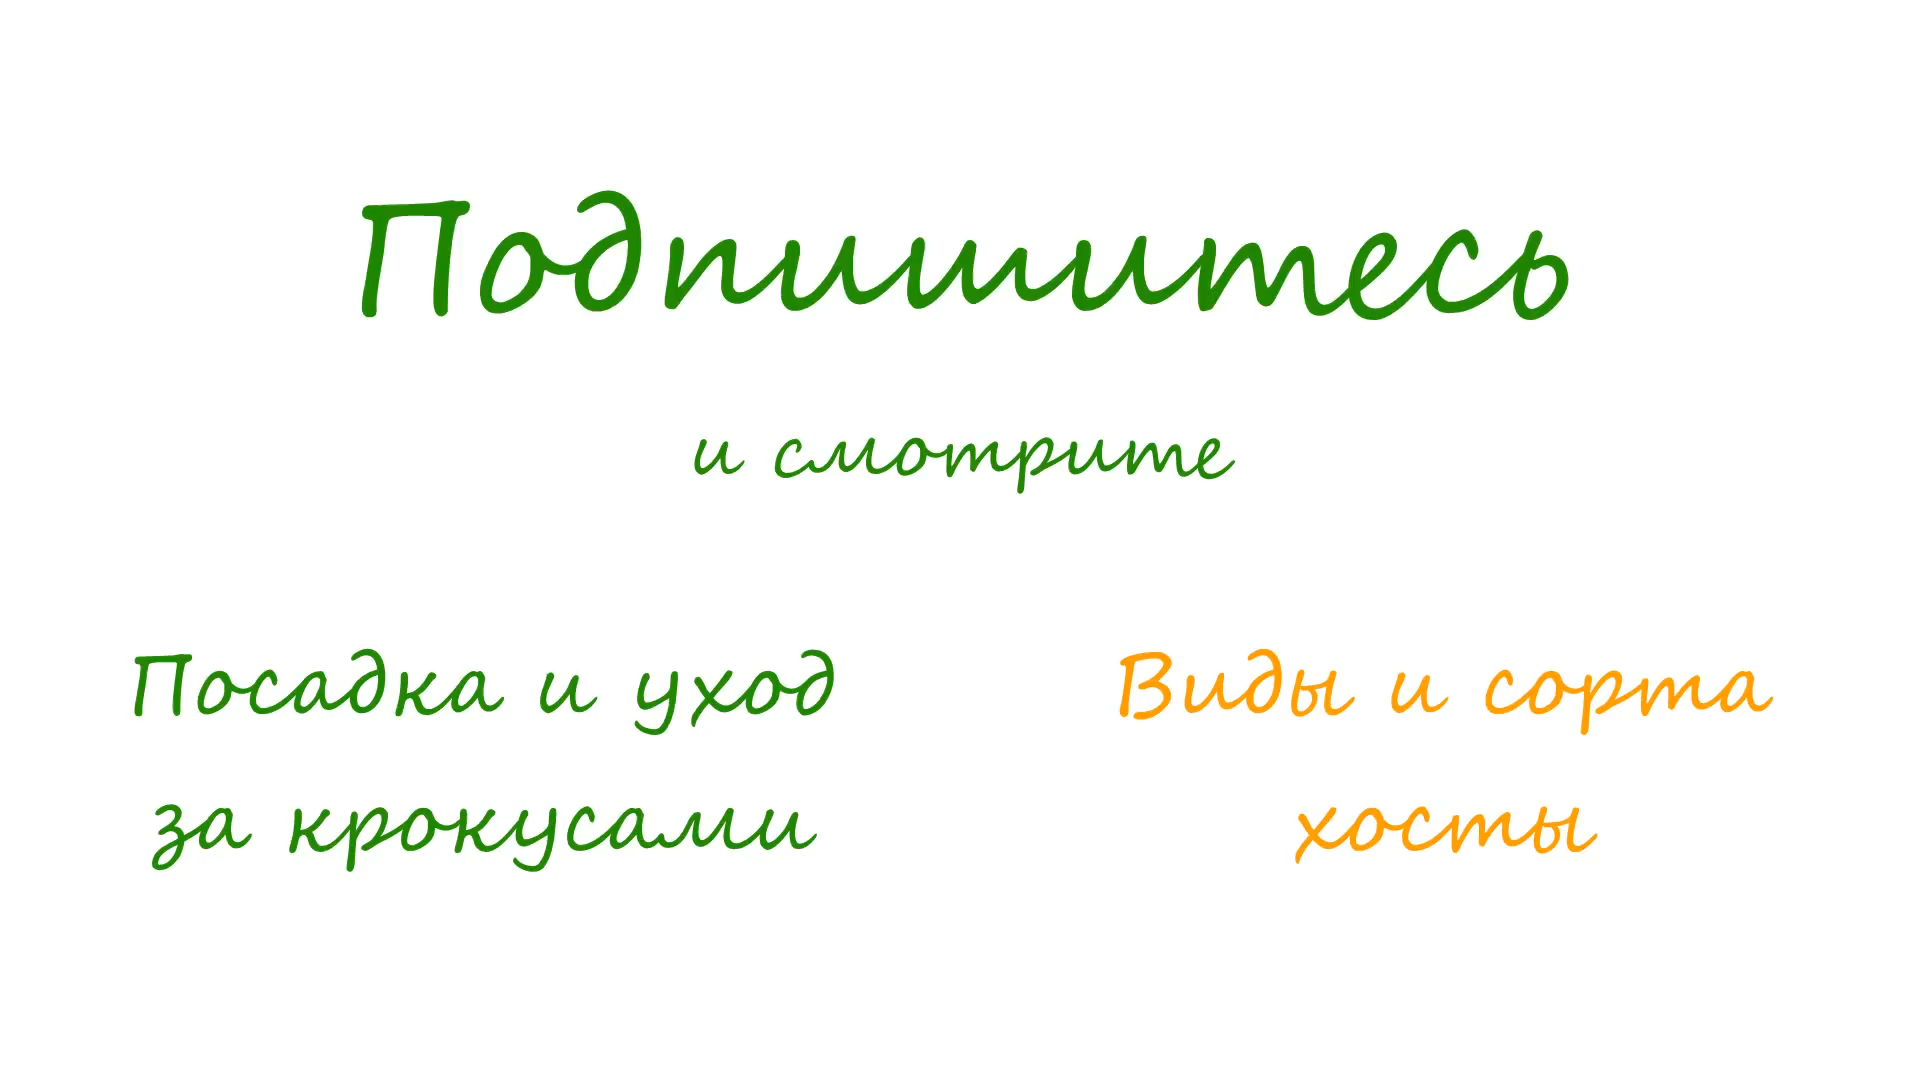 Подпишитесь
и смотрите
Посадка и уход
за крокусами
Виды и сорта
хосты